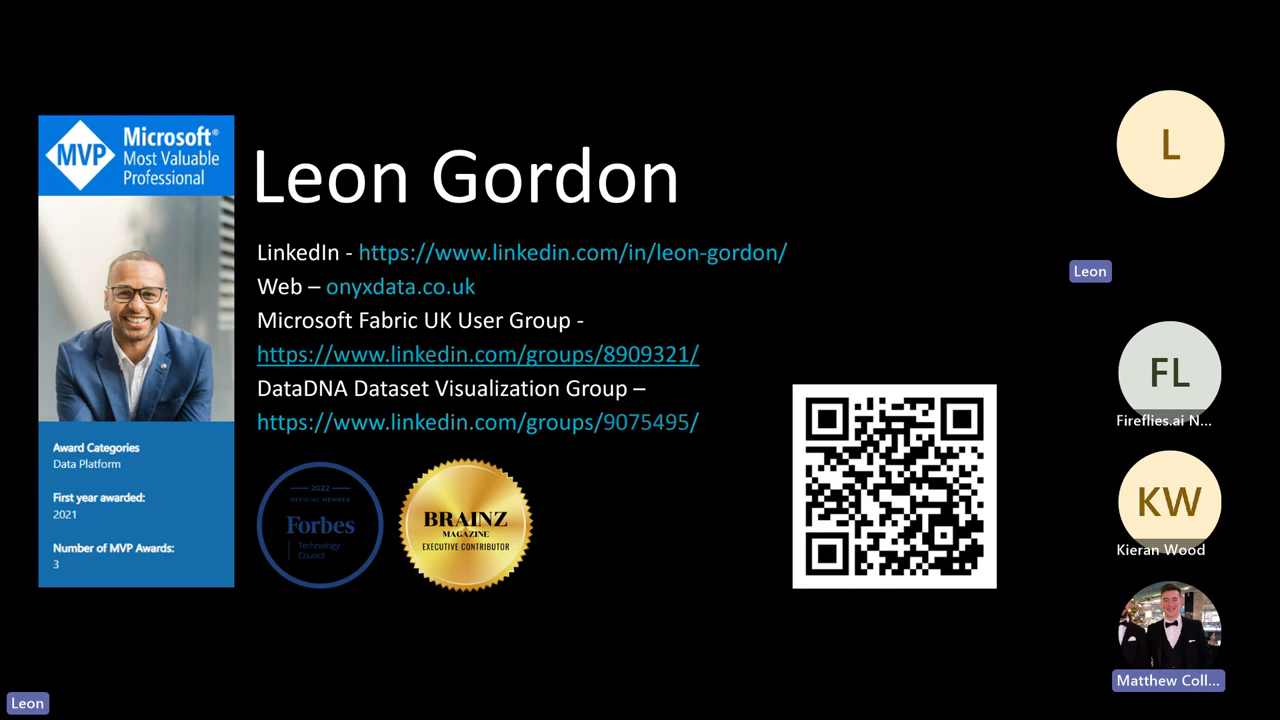 MVP
Microsoft®
Most Valuable
Professional
Leon Gordon
LinkedIn - https://www.linkedin.com/in/leon-gordon/
Web – onyxdata.co.uk
Microsoft Fabric UK User Group -
https://www.linkedin.com/groups/8909321/
DataDNA Dataset Visualization Group –
https://www.linkedin.com/groups/9075495/
Award Categories
Data Platform
First year awarded:
2021
Number of MVP Awards:
3
2022
OFFICIAL MEMBER
Forbes
Technology
Council
BRAINZ
MAGAZINE
EXECUTIVE CONTRIBUTOR
L
Leon
FL
Fireflies.ai N...
KW
Kieran Wood
Matthew Coll...
Leon